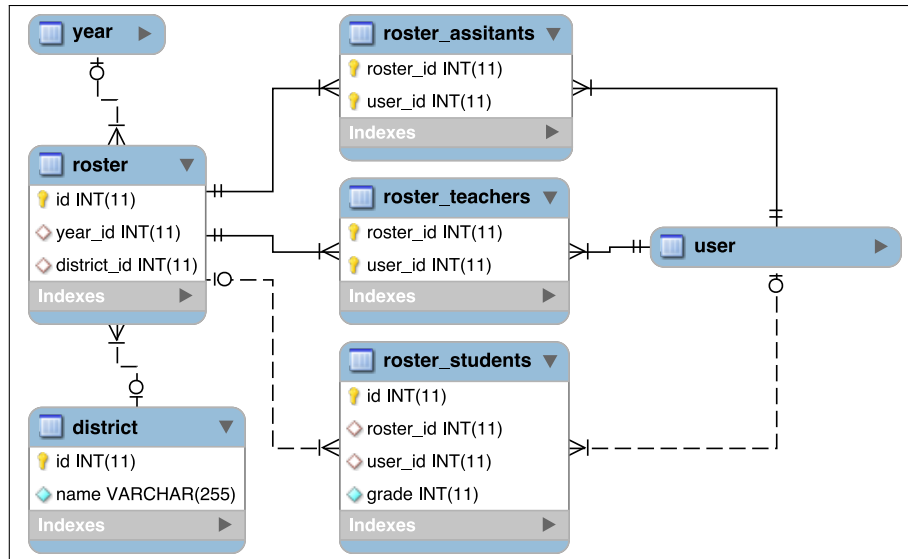 year
roster
id INT(11)
year_id INT(11)
district_id INT(11)
Indexes
district
id INT(11)
name VARCHAR(255)
Indexes
roster_assitants
roster_id INT(11)
user_id INT(11)
Indexes
roster_teachers
roster_id INT(11)
user_id INT(11)
Indexes
roster_students
id INT(11)
roster_id INT(11)
user_id INT(11)
grade INT(11)
Indexes
user